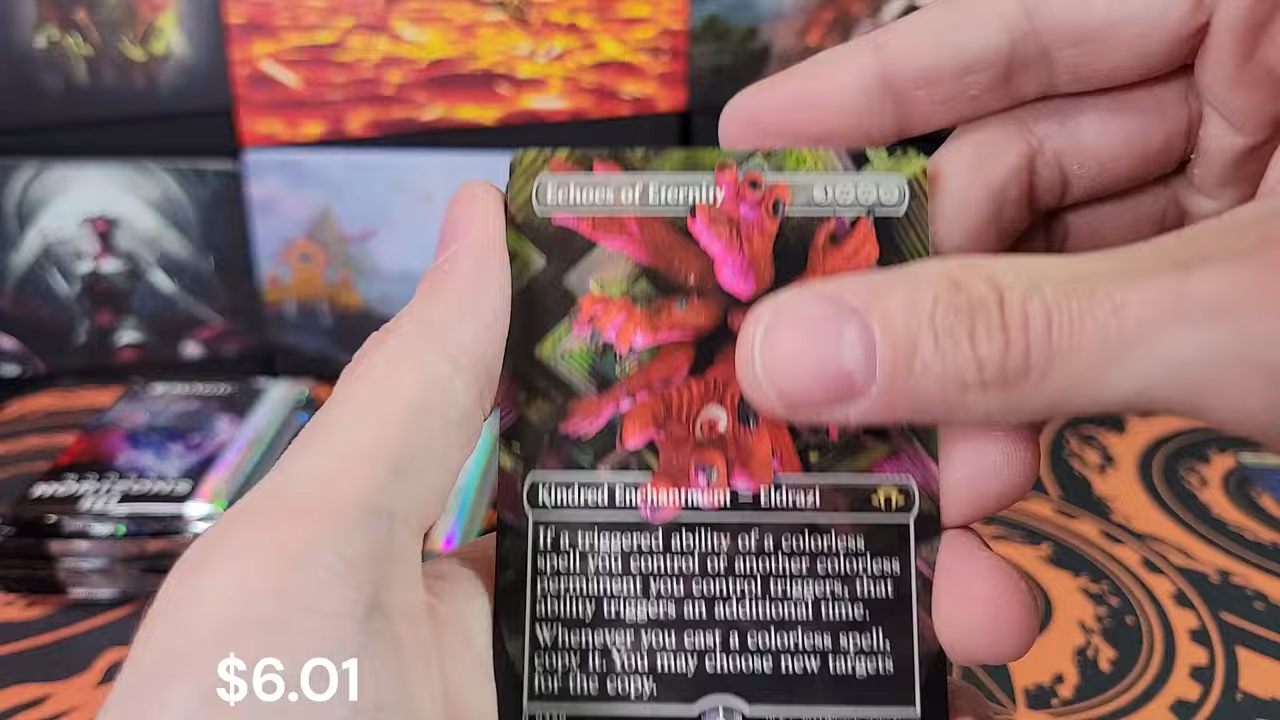 Echoes of Eternity
Kindred Enchantment — Eldrazi
If a triggered ability of a colorless
spell you control or another colorless
permanent you control triggers, that
ability triggers an additional time.
Whenever you cast a colorless spell,
copy it. You may choose new targets
for the copy.
HORIZONS
$6.01